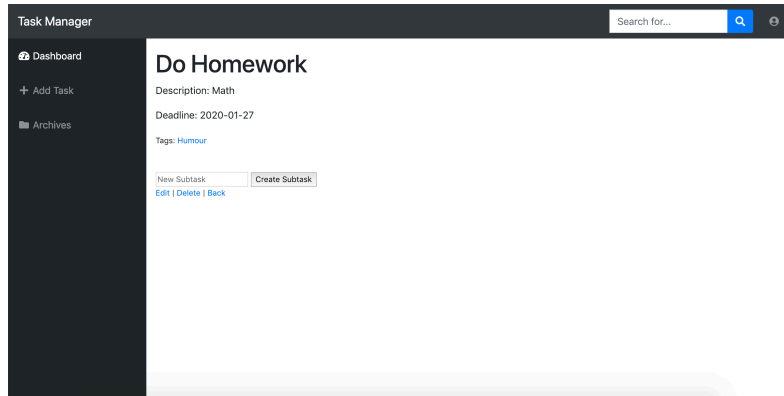 Task Manager
Search for...
Dashboard
Add Task
Archives
Do Homework
Description: Math
Deadline: 2020-01-27
Tags: Humour
New Subtask Create Subtask
Edit | Delete | Back